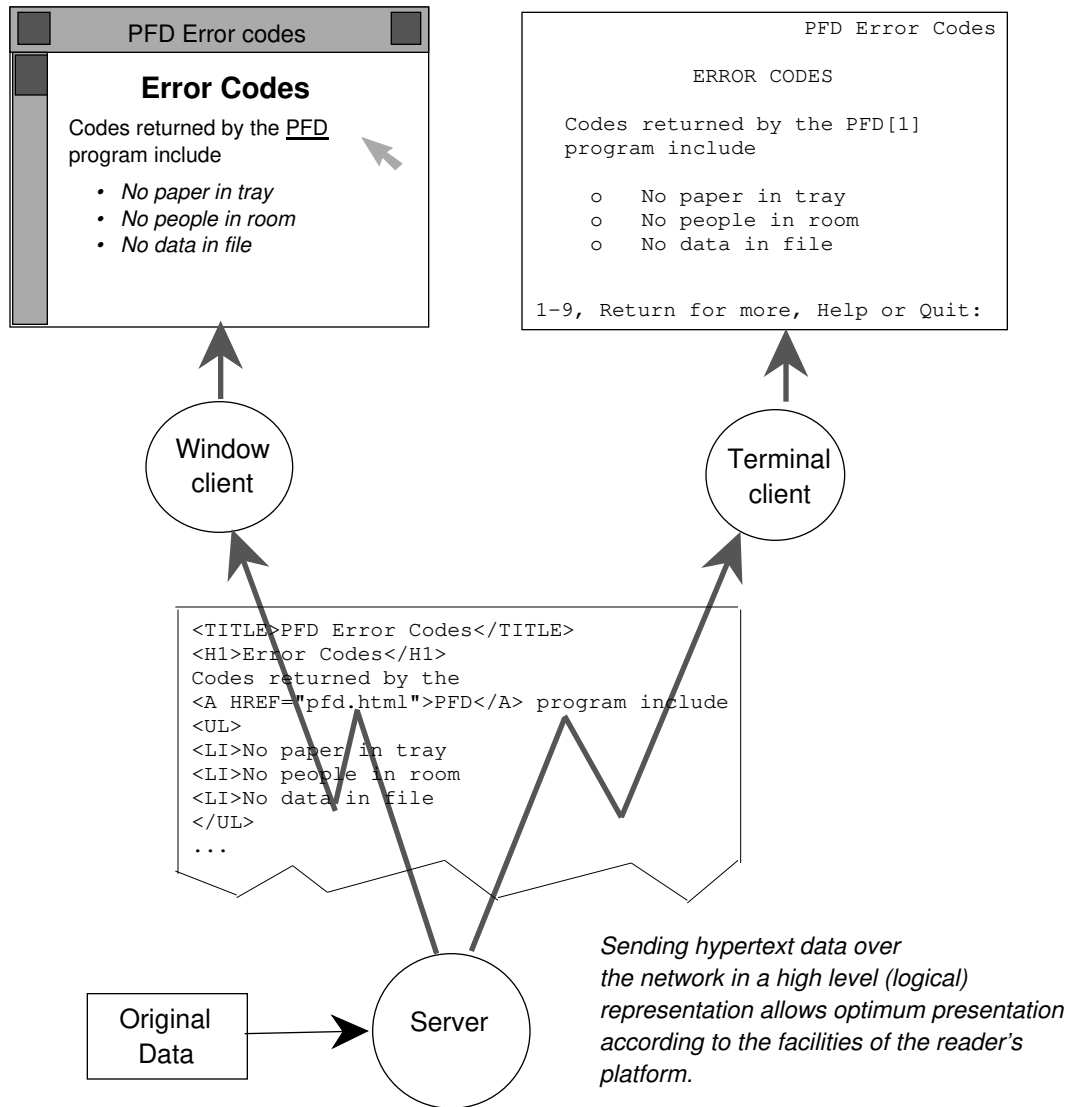 PFD Error codes
Error Codes
Codes returned by the PFD
program include
• No paper in tray
• No people in room
• No data in file
PFD Error Codes
ERROR CODES
Codes returned by the PFD[1]
program include
o No paper in tray
o No people in room
o No data in file
1-9, Return for more, Help or Quit:
Window
client
Terminal
client
<TITLE>PFD Error Codes</TITLE>
<H1>Error Codes</H1>
Codes returned by the
<A HREF="pfd.html">PFD</A> program include
<UL>
<LI>No paper in tray
<LI>No people in room
<LI>No data in file
</UL>
...
Original
Data
Server
Sending hypertext data over
the network in a high level (logical)
representation allows optimum presentation
according to the facilities of the reader's
platform.